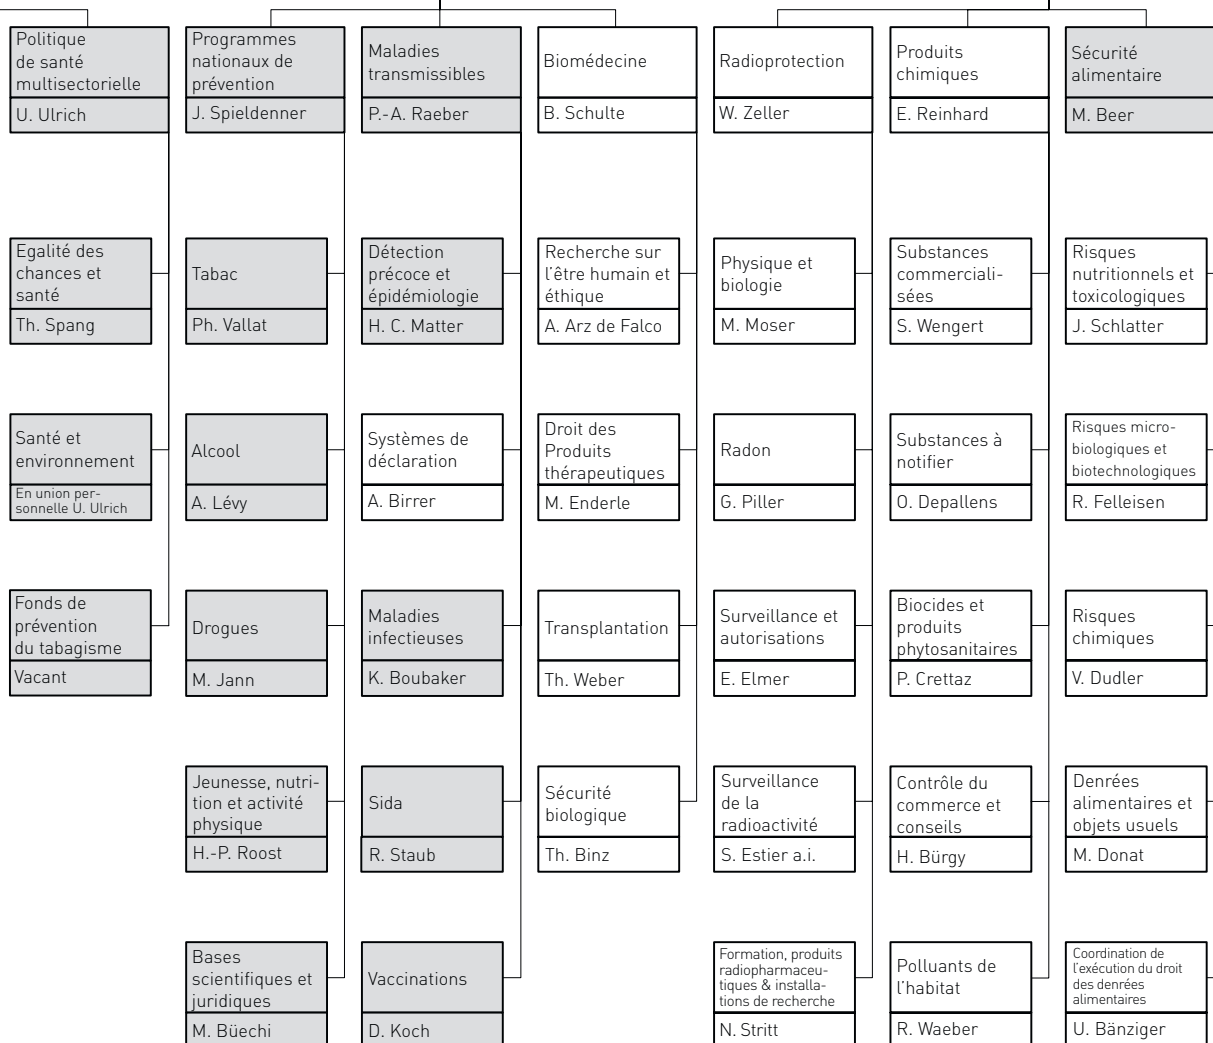 Politique
de santé
multisectorielle
U. Ulrich
Programmes
nationaux de
prévention
J. Spieldenner
Maladies
transmissibles
P.-A. Raeber
Biomédecine
B. Schulte
Radioprotection
W. Zeller
Produits
chimiques
E. Reinhard
Sécurité
alimentaire
M. Beer
Egalité des
chances et
santé
Th. Spang
Tabac
Ph. Vallat
Détection
précoce et
épidémiologie
H. C. Matter
Recherche sur
l'être humain et
éthique
A. Arz de Falco
Physique et
biologie
M. Moser
Substances
commerciali-
sées
S. Wengert
Risques
nutritionnels et
toxicologiques
J. Schlatter
Santé et
environnement
En union per-
sonnelle U. Ulrich
Alcool
A. Lévy
Systèmes de
déclaration
A. Birrer
Droit des
Produits
thérapeutiques
M. Enderle
Radon
G. Piller
Substances à
notifier
O. Depallens
Risques micro-
biologiques et
biotechnologiques
R. Felleisen
Fonds de
prévention
du tabagisme
Vacant
Drogues
M. Jann
Maladies
infectieuses
K. Boubaker
Transplantation
Th. Weber
Surveillance et
autorisations
E. Elmer
Biocides et
produits
phytosanitaires
P. Crettaz
Risques
chimiques
V. Dudler
Jeunesse, nutri-
tion et activité
physique
H.-P. Roost
Sida
R. Staub
Sécurité
biologique
Th. Binz
Surveillance
de la
radioactivité
S. Estier a.i.
Contrôle du
commerce et
conseils
H. Bürgy
Denrées
alimentaires et
objets usuels
M. Donat
Bases
scientifiques et
juridiques
M. Büechi
Vaccinations
D. Koch
Formation, produits
radiopharmaceu-
tiques & installa-
tions de recherche
N. Stritt
Polluants de
l'habitat
R. Waeber
Coordination de
l'exécution du droit
des denrées
alimentaires
U. Bänziger